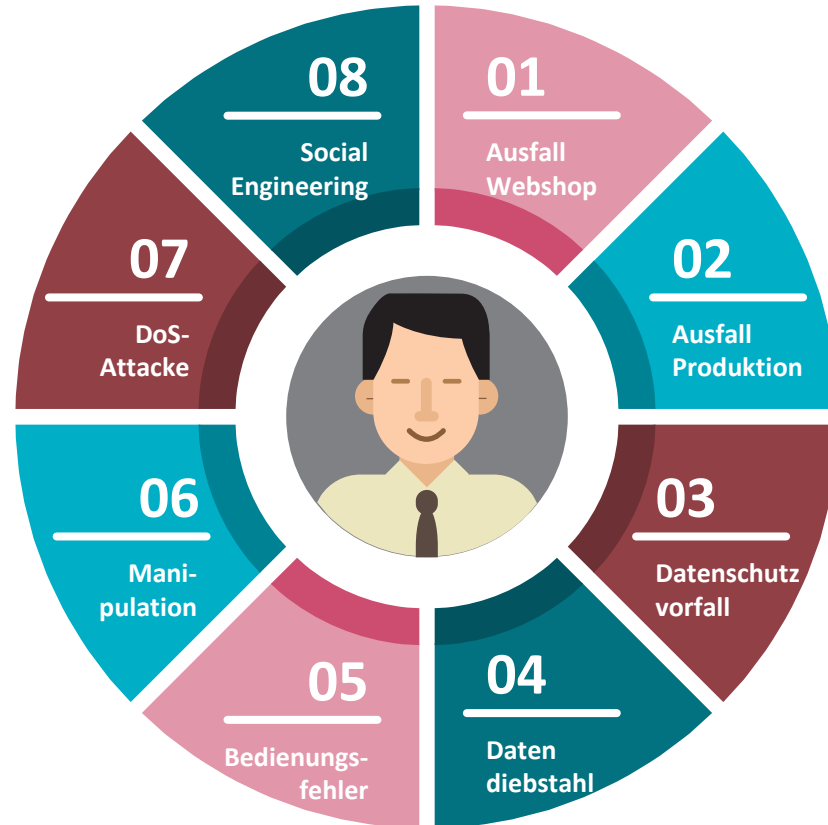 01
Ausfall
Webshop
02
Ausfall
Produktion
03
Datenschutz
vorfall
04
Daten
diebstahl
05
Bedienungs-
fehler
06
Mani-
pulation
07
DoS-
Attacke
08
Social
Engineering